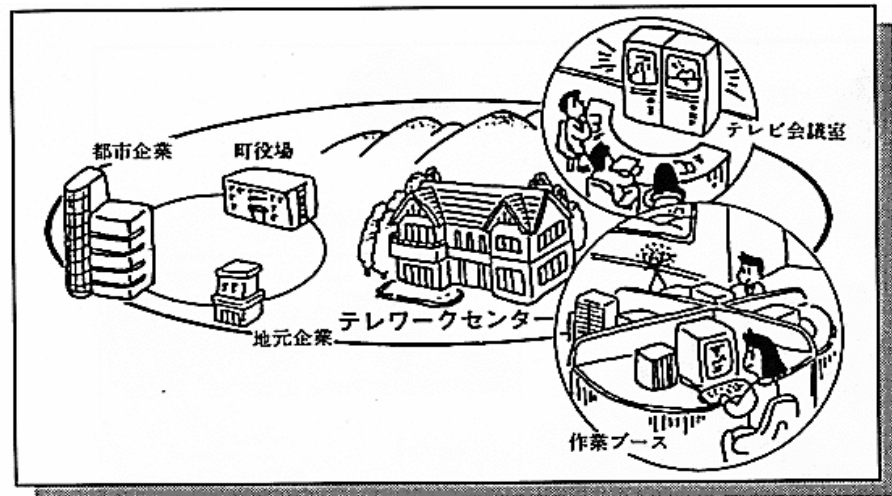 都市企業
町役場
テレビ会議室
地元企業
テレワークセンター
作業ブース